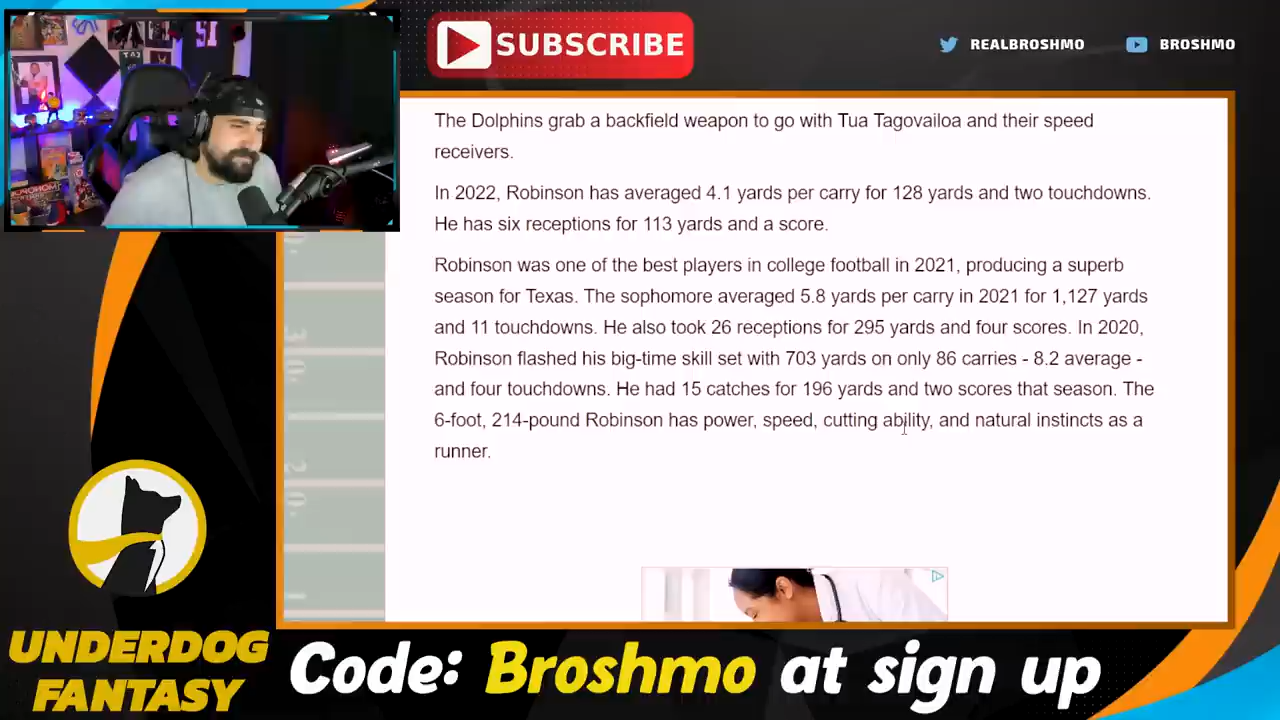 SUBSCRIBE
REALBROSHMO
BROSHMO
The Dolphins grab a backfield weapon to go with Tua Tagovailoa and their speed
receivers.
In 2022, Robinson has averaged 4.1 yards per carry for 128 yards and two touchdowns.
He has six receptions for 113 yards and a score.
Robinson was one of the best players in college football in 2021, producing a superb
season for Texas. The sophomore averaged 5.8 yards per carry in 2021 for 1,127 yards
and 11 touchdowns. He also took 26 receptions for 295 yards and four scores. In 2020,
Robinson flashed his big-time skill set with 703 yards on only 86 carries - 8.2 average -
and four touchdowns. He had 15 catches for 196 yards and two scores that season. The
6-foot, 214-pound Robinson has power, speed, cutting ability, and natural instincts as a
runner.
UNDERDOG
FANTASY
Code: Broshmo at sign up